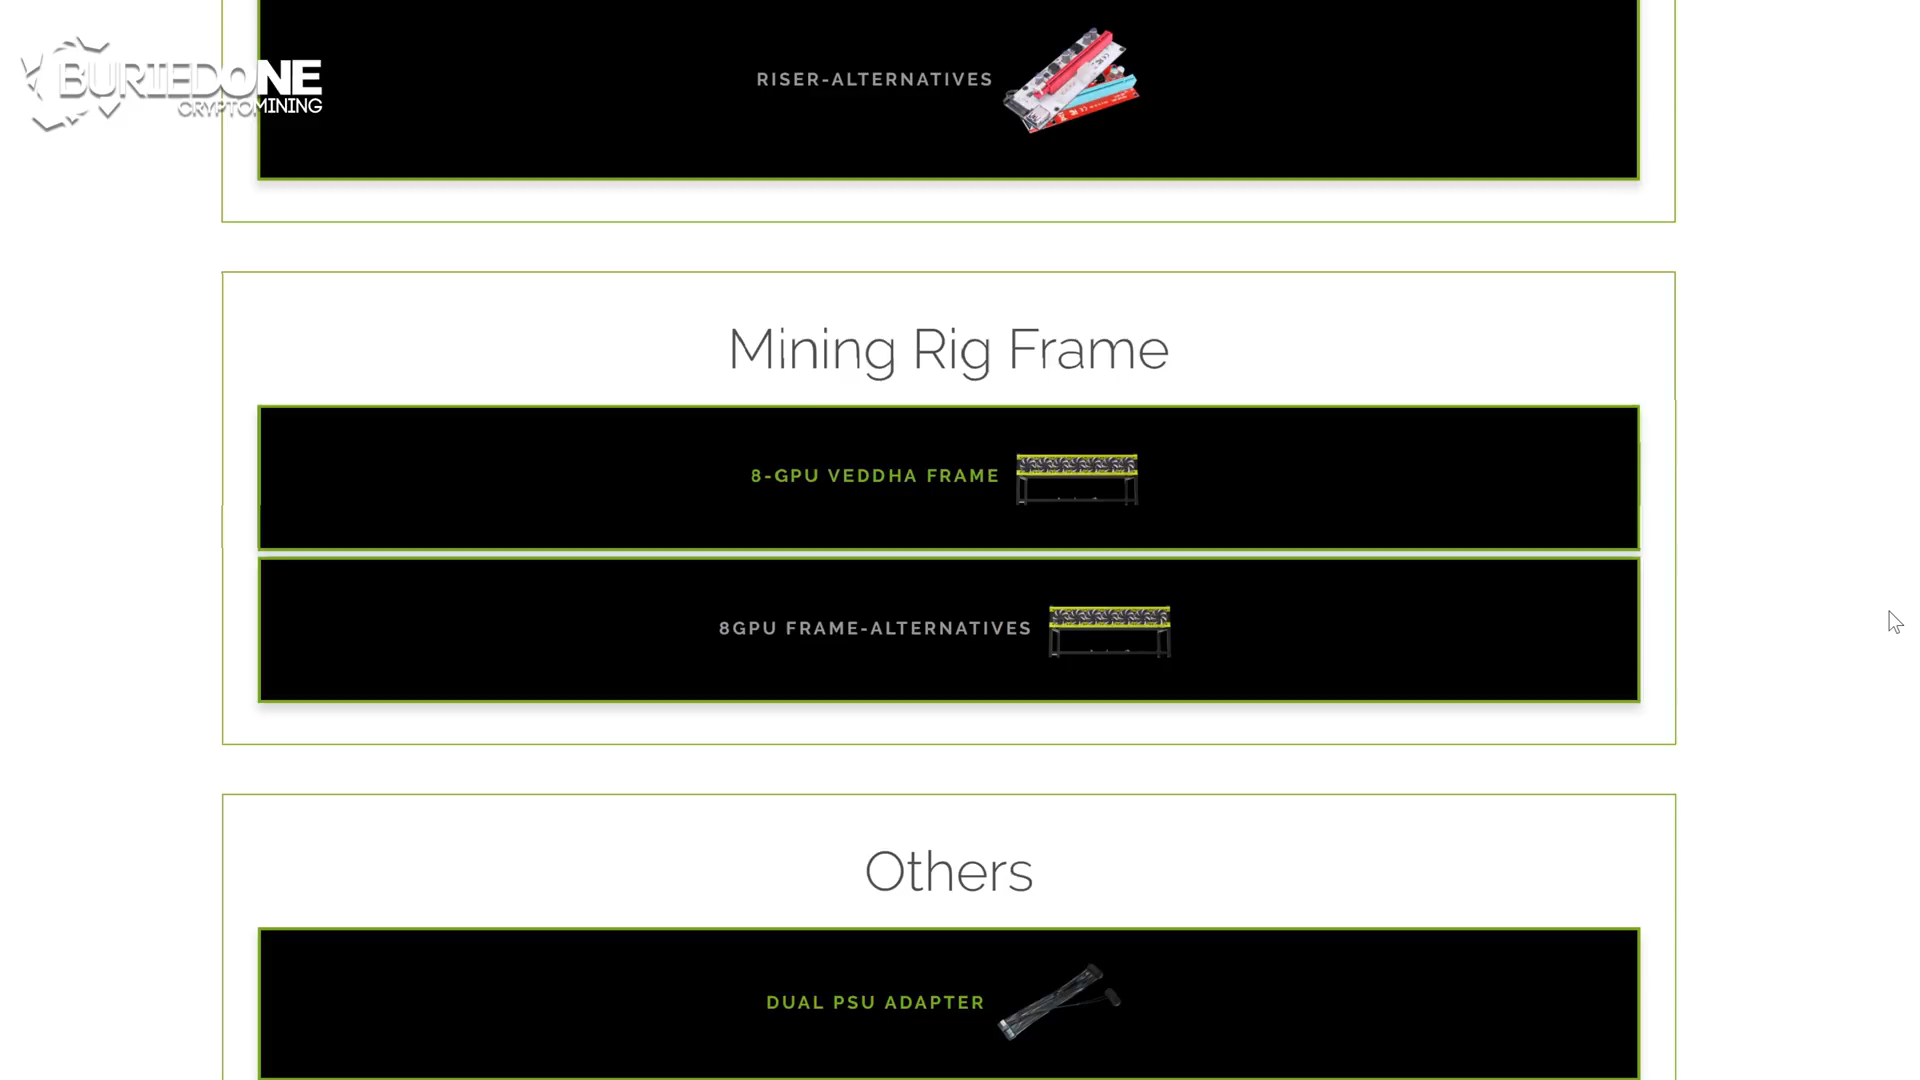 BURIEDONE
CRYPTOMINING
RISER-ALTERNATIVES
Mining Rig Frame
8-GPU VEDDHA FRAME
8GPU FRAME-ALTERNATIVES
Others
DUAL PSU ADAPTER